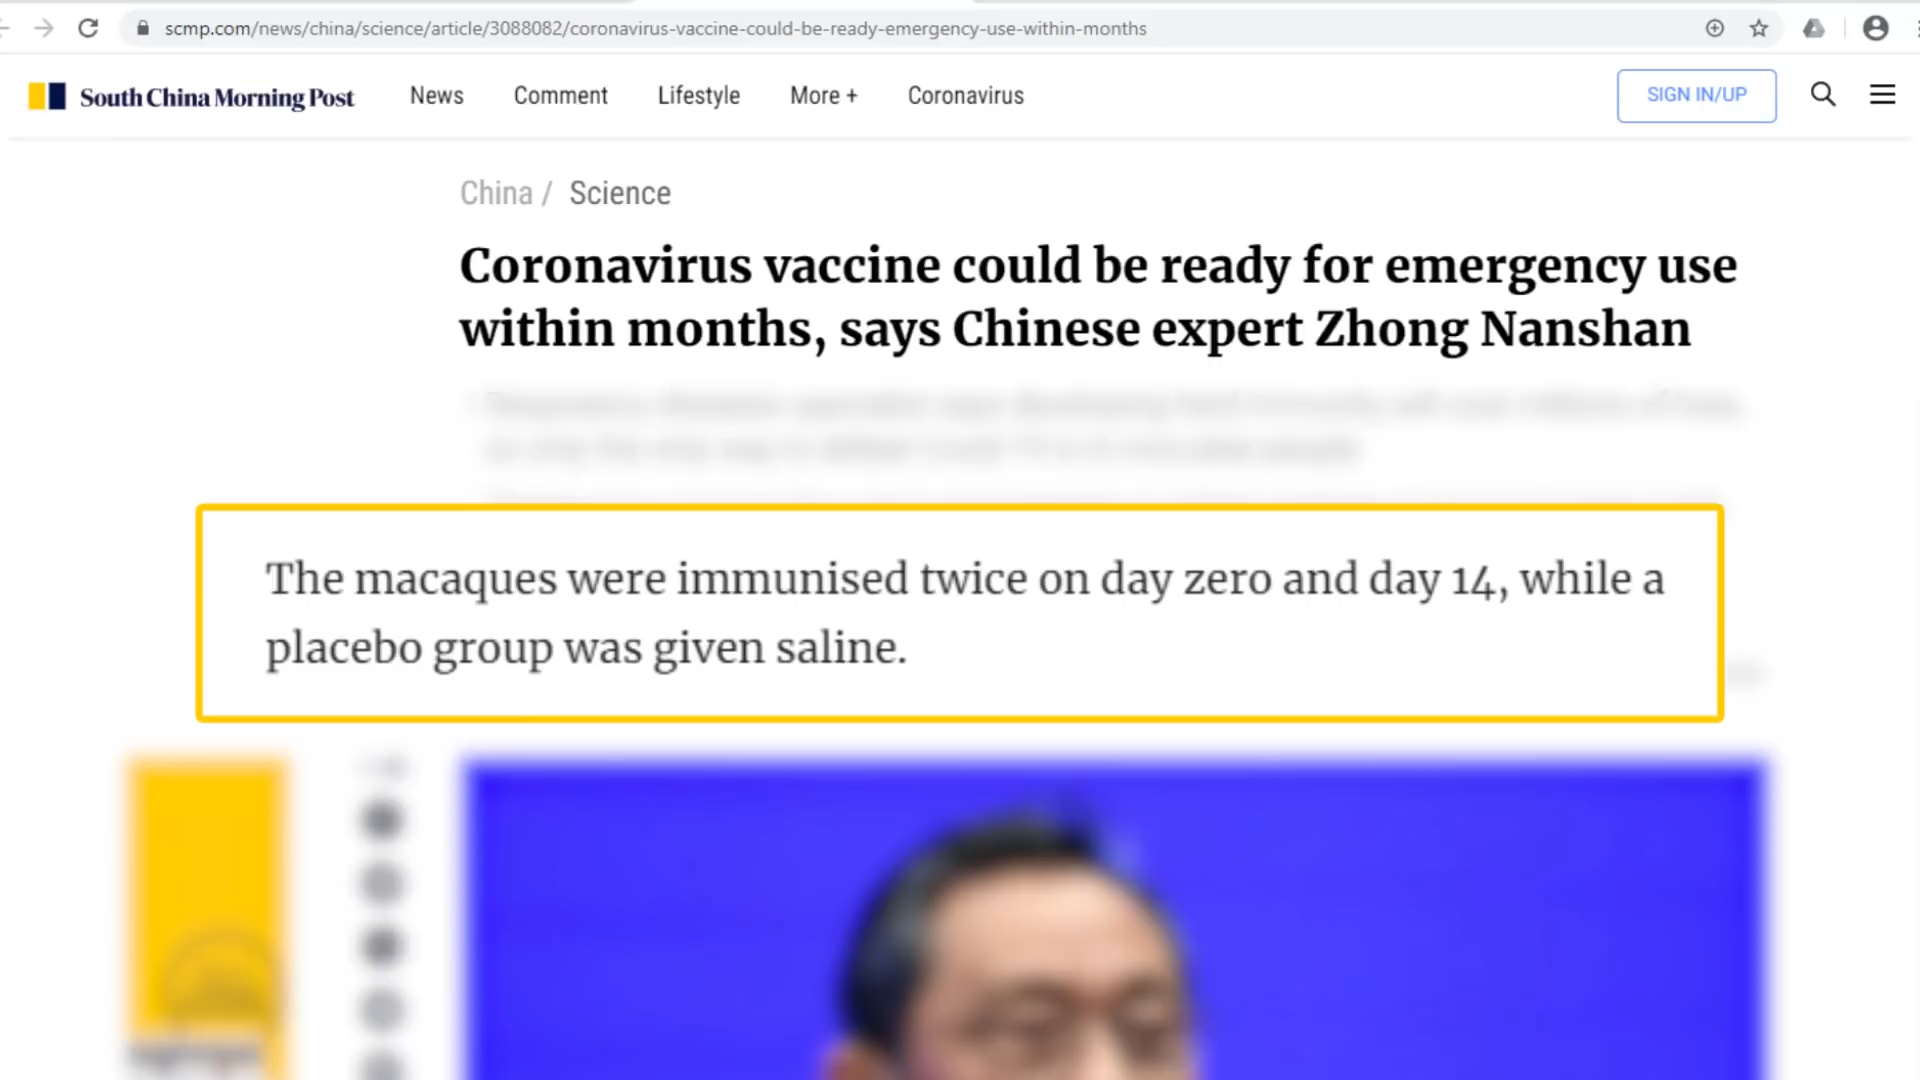 scmp.com/news/china/science/article/3088082/coronavirus-vaccine-could-be-ready-emergency-use-within-months
South China Morning Post News Comment Lifestyle More + Coronavirus SIGN IN/UP
China / Science
Coronavirus vaccine could be ready for emergency use
within months, says Chinese expert Zhong Nanshan
The macaques were immunised twice on day zero and day 14, while a
placebo group was given saline.